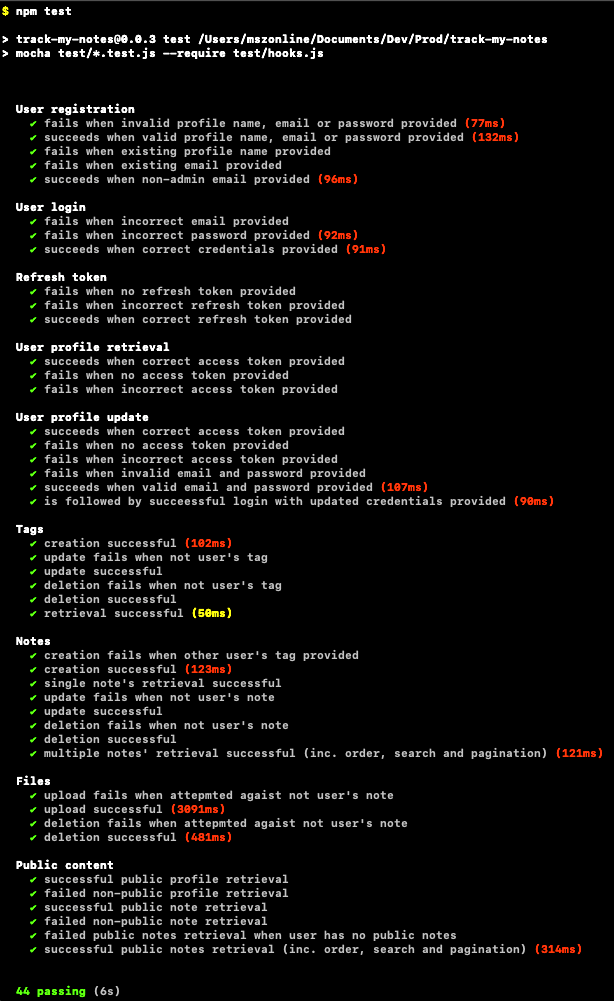 $ npm test
> track-my-notes@0.0.3 test /Users/mszonline/Documents/Dev/Prod/track-my-notes
> mocha test/*.test.js --require test/hooks.js
User registration
✔ fails when invalid profile name, email or password provided (77ms)
✔ succeeds when valid profile name, email or password provided (132ms)
✔ fails when existing profile name provided
✔ fails when existing email provided
✔ succeeds when non-admin email provided (96ms)
User login
✔ fails when incorrect email provided
✔ fails when incorrect password provided (92ms)
✔ succeeds when correct credentials provided (91ms)
Refresh token
✔ fails when no refresh token provided
✔ fails when incorrect refresh token provided
✔ succeeds when correct refresh token provided
User profile retrieval
✔ succeeds when correct access token provided
✔ fails when no access token provided
✔ fails when incorrect access token provided
User profile update
✔ succeeds when correct access token provided
✔ fails when no access token provided
✔ fails when incorrect access token provided
✔ fails when invalid email and password provided
✔ succeeds when valid email and password provided (107ms)
✔ is followed by succeessful login with updated credentials provided (90ms)
Tags
✔ creation successful (102ms)
✔ update fails when not user's tag
✔ update successful
✔ deletion fails when not user's tag
✔ deletion successful
✔ retrieval successful (50ms)
Notes
✔ creation fails when other user's tag provided
✔ creation successful (123ms)
✔ single note's retrieval successful
✔ update fails when not user's note
✔ update successful
✔ deletion fails when not user's note
✔ deletion successful
✔ multiple notes' retrieval successful (inc. order, search and pagination) (121ms)
Files
✔ upload fails when attepmted agaist not user's note
✔ upload successful (3091ms)
✔ deletion fails when attepmted agaist not user's note
✔ deletion successful (481ms)
Public content
✔ successful public profile retrieval
✔ failed non-public profile retrieval
✔ successful public note retrieval
✔ failed non-public note retrieval
✔ failed public notes retrieval when user has no public notes
✔ successful public notes retrieval (inc. order, search and pagination) (314ms)
44 passing (6s)